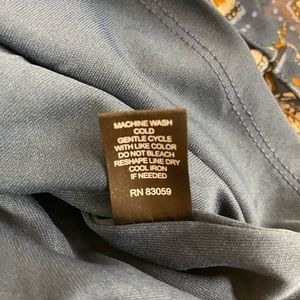 MACHINE WASH
COLD
GENTLE CYCLE
WITH LIKE COLOR
DO NOT BLEACH
RESHAPE LINE DRY
COOL IRON
IF NEEDED
RN 83059